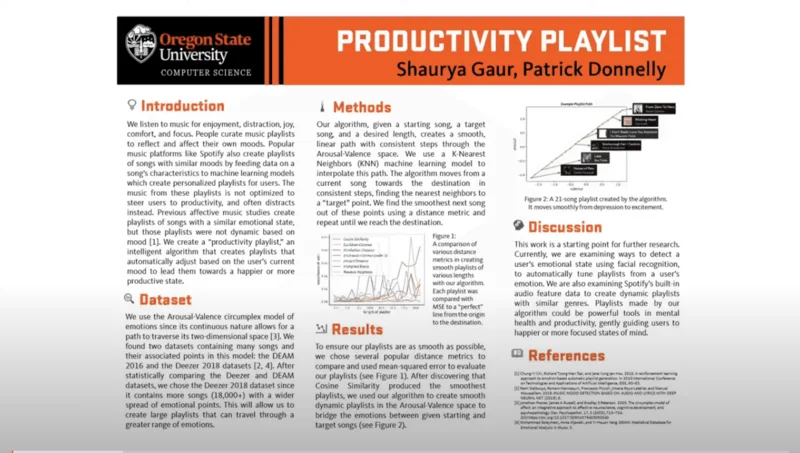 Oregon State
University
COMPUTER SCIENCE
PRODUCTIVITY PLAYLIST
Shaurya Gaur, Patrick Donnelly
Introduction
We listen to music for enjoyment, distraction, joy,
comfort, and focus. People curate music playlists
to reflect and affect their own moods. Popular
music platforms like Spotify also create playlists
of songs with similar moods by feeding data on a
song's characteristics to machine learning models
which create personalized playlists for users. The
music from these playlists is not optimized to
steer users to productivity, and often distracts
instead. Previous affective music studies create
playlists of songs with a similar emotional state,
but those playlists were not dynamic based on
mood [1]. We create a "productivity playlist," an
intelligent algorithm that creates playlists that
automatically adjust based on the user's current
mood to lead them towards a happier or more
productive state.
Dataset
We use the Arousal-Valence circumplex model of
emotions since its continuous nature allows for a
path to traverse its two-dimensional space [3]. We
found two datasets containing many songs and
their associated points in this model: the DEAM
2016 and the Deezer 2018 datasets [2, 4]. After
statistically comparing the Deezer and DEAM
datasets, we chose the Deezer 2018 dataset since
it contains more songs (18,000+) with a wider
spread of emotional points. This will allow us to
create large playlists that can travel through a
greater range of emotions.
Methods
Our algorithm, given a starting song, a target
song, and a desired length, creates a smooth,
linear path with consistent steps through the
Arousal-Valence space. We use a K-Nearest
Neighbors (KNN) machine learning model to
interpolate this path. The algorithm moves from a
current song towards the destination in
consistent steps, finding the nearest neighbors to
a "target" point. We find the smoothest next song
out of these points using a distance metric and
repeat until we reach the destination.
Cosine Similarity
Figure 1:
A comparison of
various distance
metrics in creating
smooth playlists of
various lengths
with our algorithm.
Each playlist was
compared with
MSE to a "perfect"
line from the origin
to the destination.
Results
To ensure our playlists are as smooth as possible,
we chose several popular distance metrics to
compare and used mean-squared error to evaluate
our playlists (see Figure 1). After discovering that
Cosine Similarity produced the smoothest
playlists, we used our algorithm to create smooth
dynamic playlists in the Arousal-Valence space to
bridge the emotions between given starting and
target songs (see Figure 2).
Example Playlist Path
Figure 2: A 21-song playlist created by the algorithm.
It moves smoothly from depression to excitement.
Discussion
This work is a starting point for further research.
Currently, we are examining ways to detect a
user's emotional state using facial recognition,
to automatically tune playlists from a user's
emotion. We are also examining Spotify's built-in
audio feature data to create dynamic playlists
with similar genres. Playlists made by our
algorithm could be powerful tools in mental
health and productivity, gently guiding users to
happier or more focused states of mind.
References